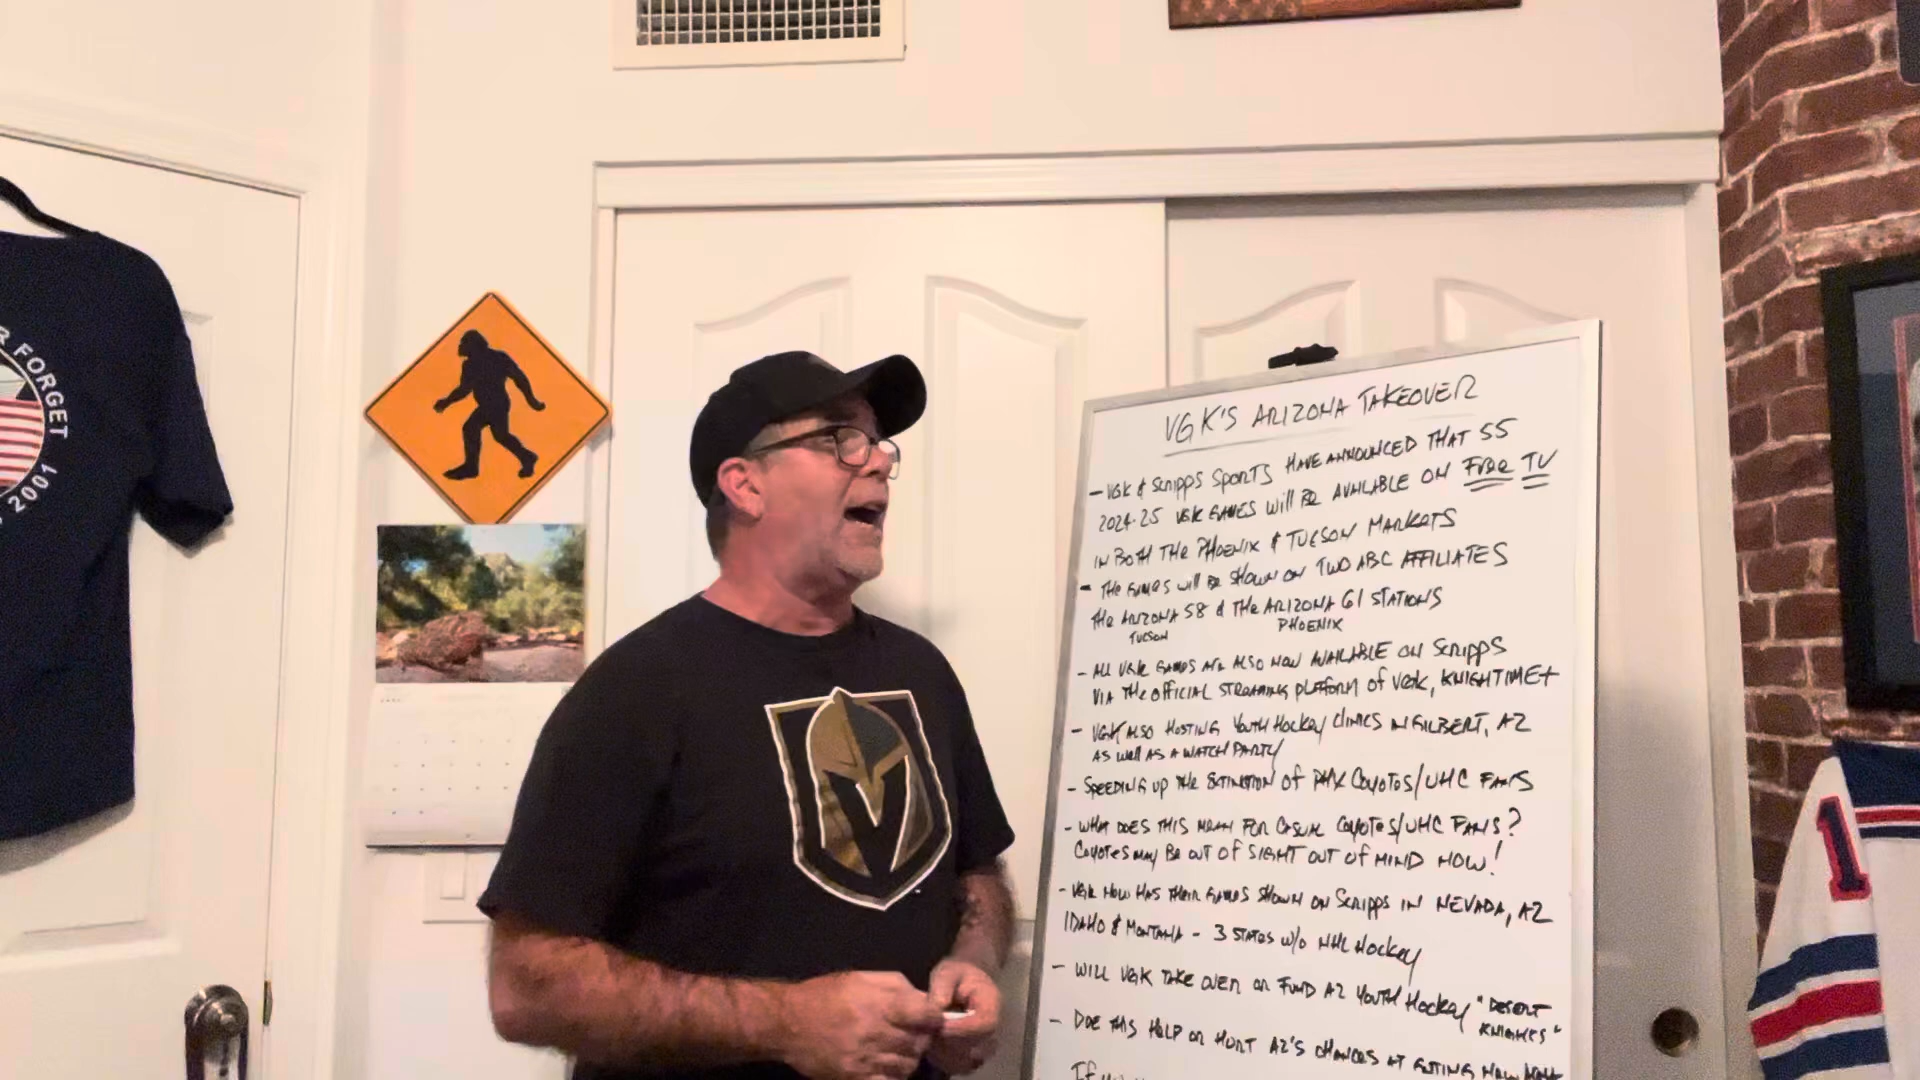 R FORGET
2001
VGK'S ARIZONA TAKEOVER
- VGK & SCRIPPS SPORTS HAVE ANNOUNCED THAT 55
2024-25 VGK GAMES WILL BE AVAILABLE ON FREE TV
IN BOTH THE PHOENIX & TUCSON MARKETS
- THE GAMES WILL BE SHOWN ON TWO ABC AFFILIATES
THE ARIZONA 58 & THE ARIZONA 61 STATIONS
TUCSON PHOENIX
- ALL VGK GAMES ARE ALSO NOW AVAILABLE ON SCRIPPS
VIA THE OFFICIAL STREAMING PLATFORM OF VGK, KNIGHTIME+
- VGK ALSO HOSTING YOUTH HOCKEY CLINICS IN GILBERT, AZ
AS WELL AS A WATCH PARTY
- SPEEDING UP THE EXTINCTION OF PHX COYOTES/UHC FANS
- WHAT DOES THIS MEAN FOR CASUAL COYOTES/UHC FANS?
COYOTES MAY BE OUT OF SIGHT OUT OF MIND NOW!
- VGK NOW HAS THEIR GAMES SHOWN ON SCRIPPS IN NEVADA, AZ
IDAHO & MONTANA - 3 STATES W/O NHL HOCKEY
- WILL VGK TAKE OVER OR FUND AZ YOUTH HOCKEY "DESERT
KNIGHTS"
- DOE THIS HELP OR HURT AZ'S CHANCES AT GETTING NEW
If
1